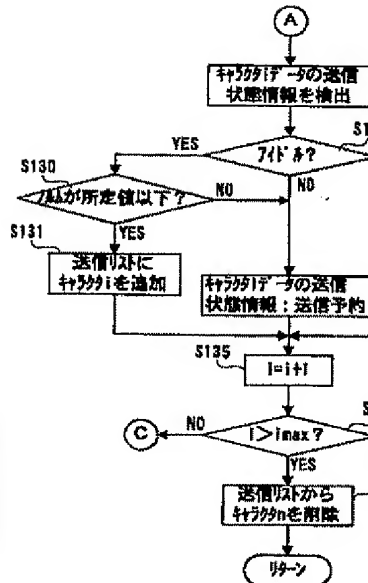 A
キャラクタiデータの送信
状態情報を検出
S1
YES
アイドル?
S130
NO
ノルムが所定値以下?
NO
YES
S131
送信リストに
キャラクタiを追加
キャラクタiデータの送信
状態情報:送信予約
S135
i=i+1
C
NO
i>imax?
S
YES
送信リストから
キャラクタnを削除
リターン